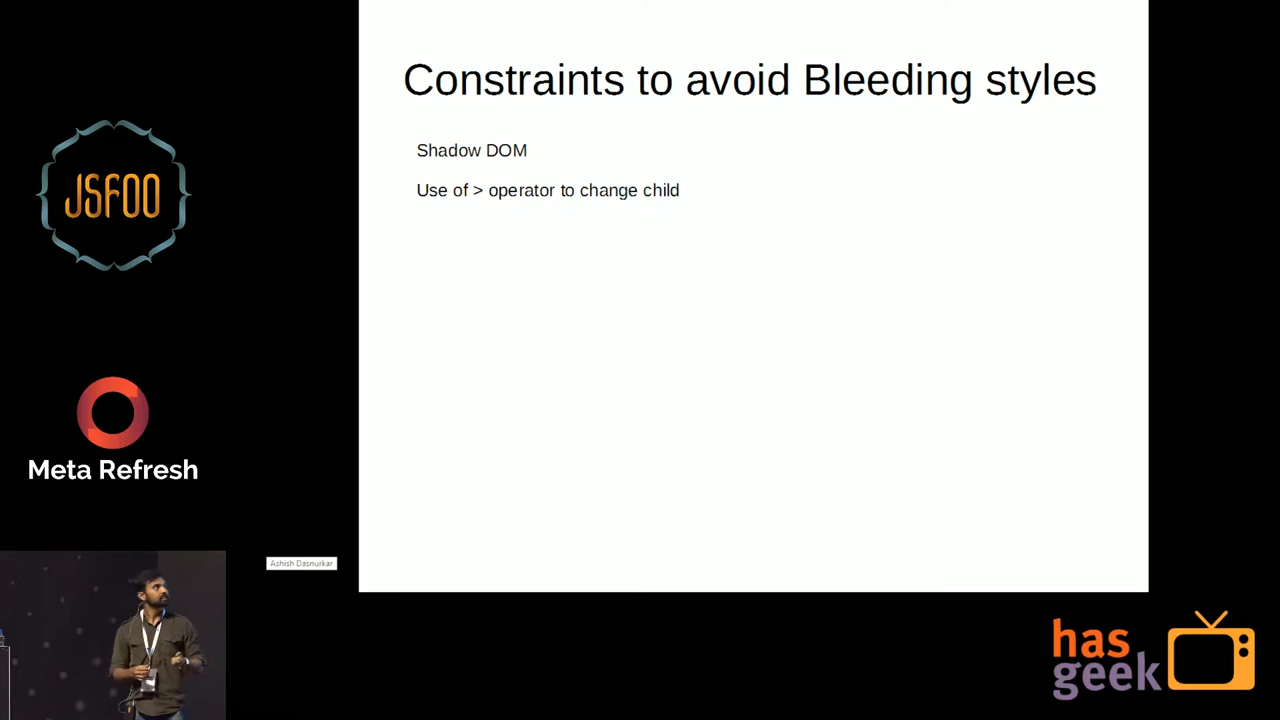 Constraints to avoid Bleeding styles
Shadow DOM
Use of > operator to change child
JSFOO
Meta Refresh
Ashish Dasnurkar
has
geek